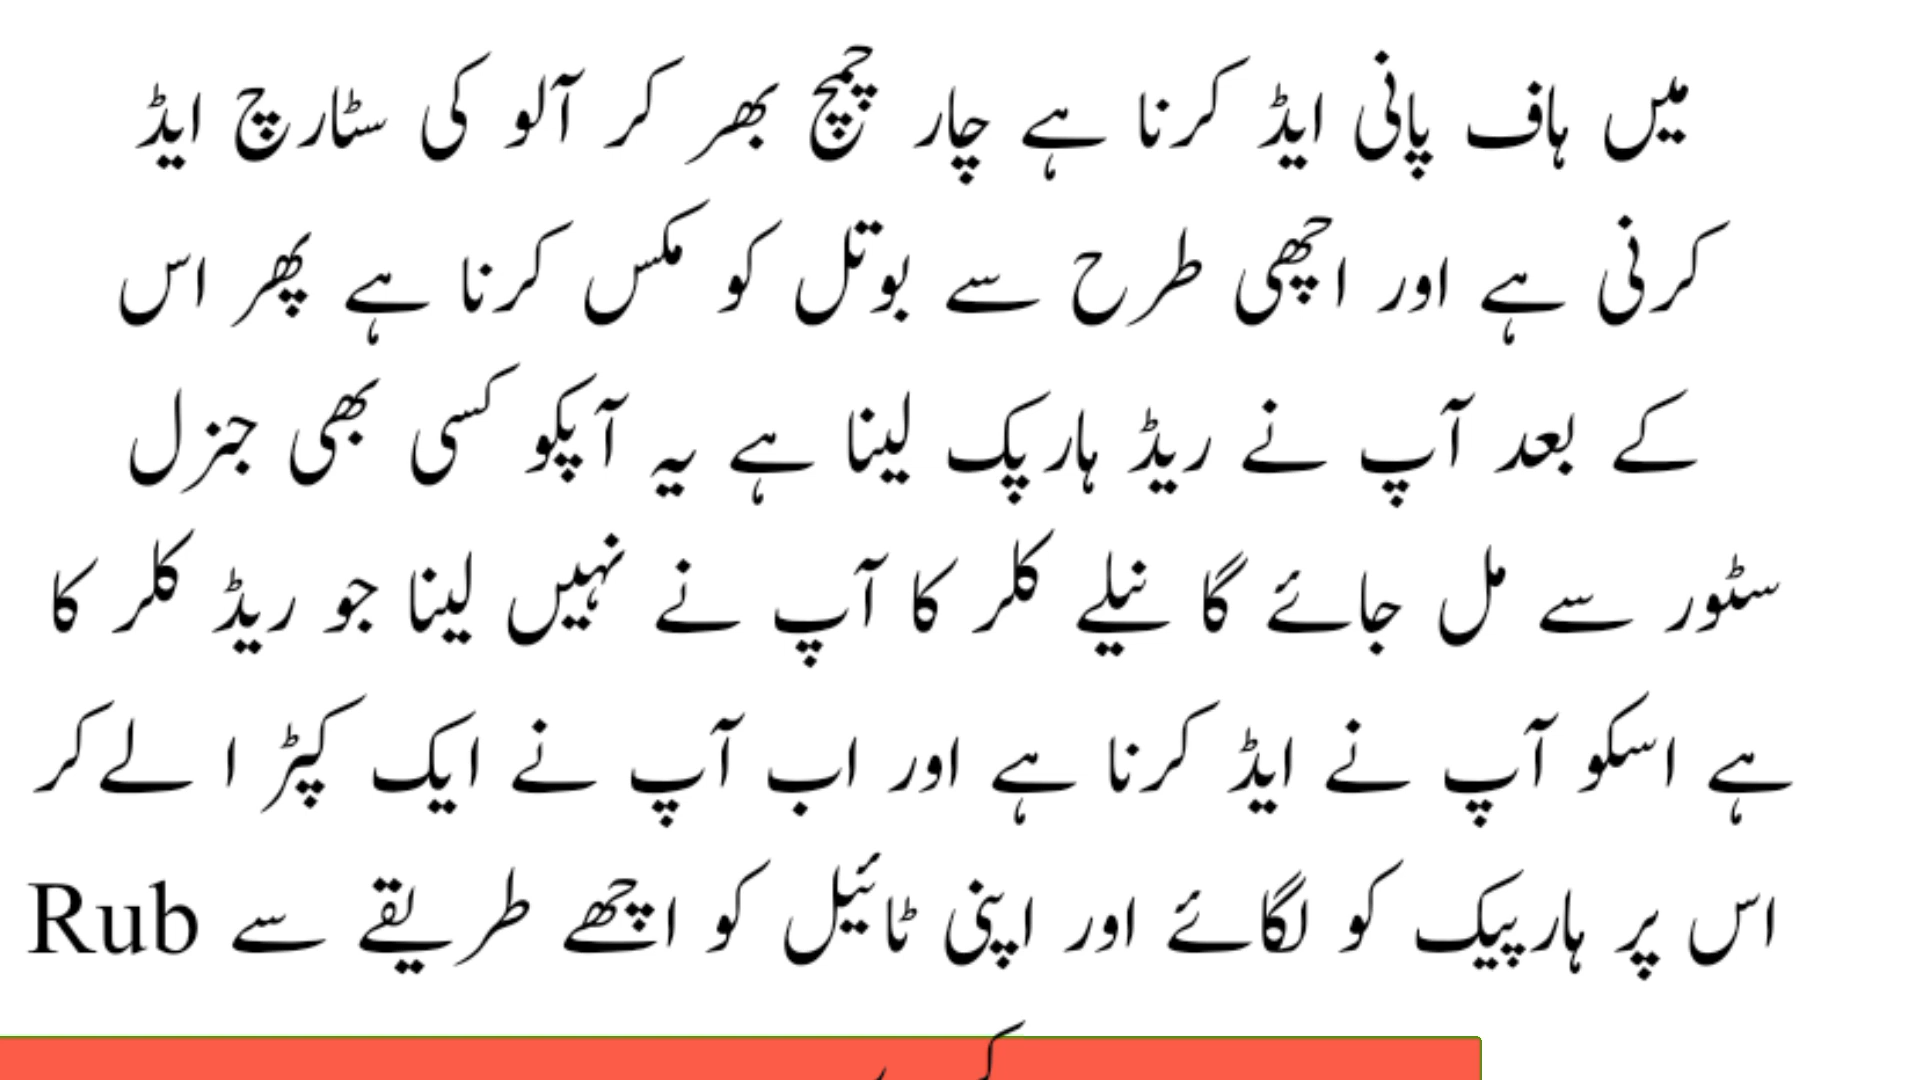 میں ہاف پانی ایڈ کرنا ہے چار چمچ بھر کر آلو کی سٹارچ ایڈ
کرنی ہے اور اچھی طرح سے بوتل کو مکس کرنا ہے پھر اس
کے بعد آپ نے ریڈ ہارپک لینا ہے یہ آپکو کسی بھی جنزل
سٹور سے مل جائے گا نیلے کلر کا آپ نے نہیں لینا جو ریڈ کلر کا
ہے اسکو آپ نے ایڈ کرنا ہے اور اب آپ نے ایک کپڑ ا لے کر
اس پر ہارپیک کو لگائے اور اپنی ٹائیل کو اچھے طریقے سے Rub